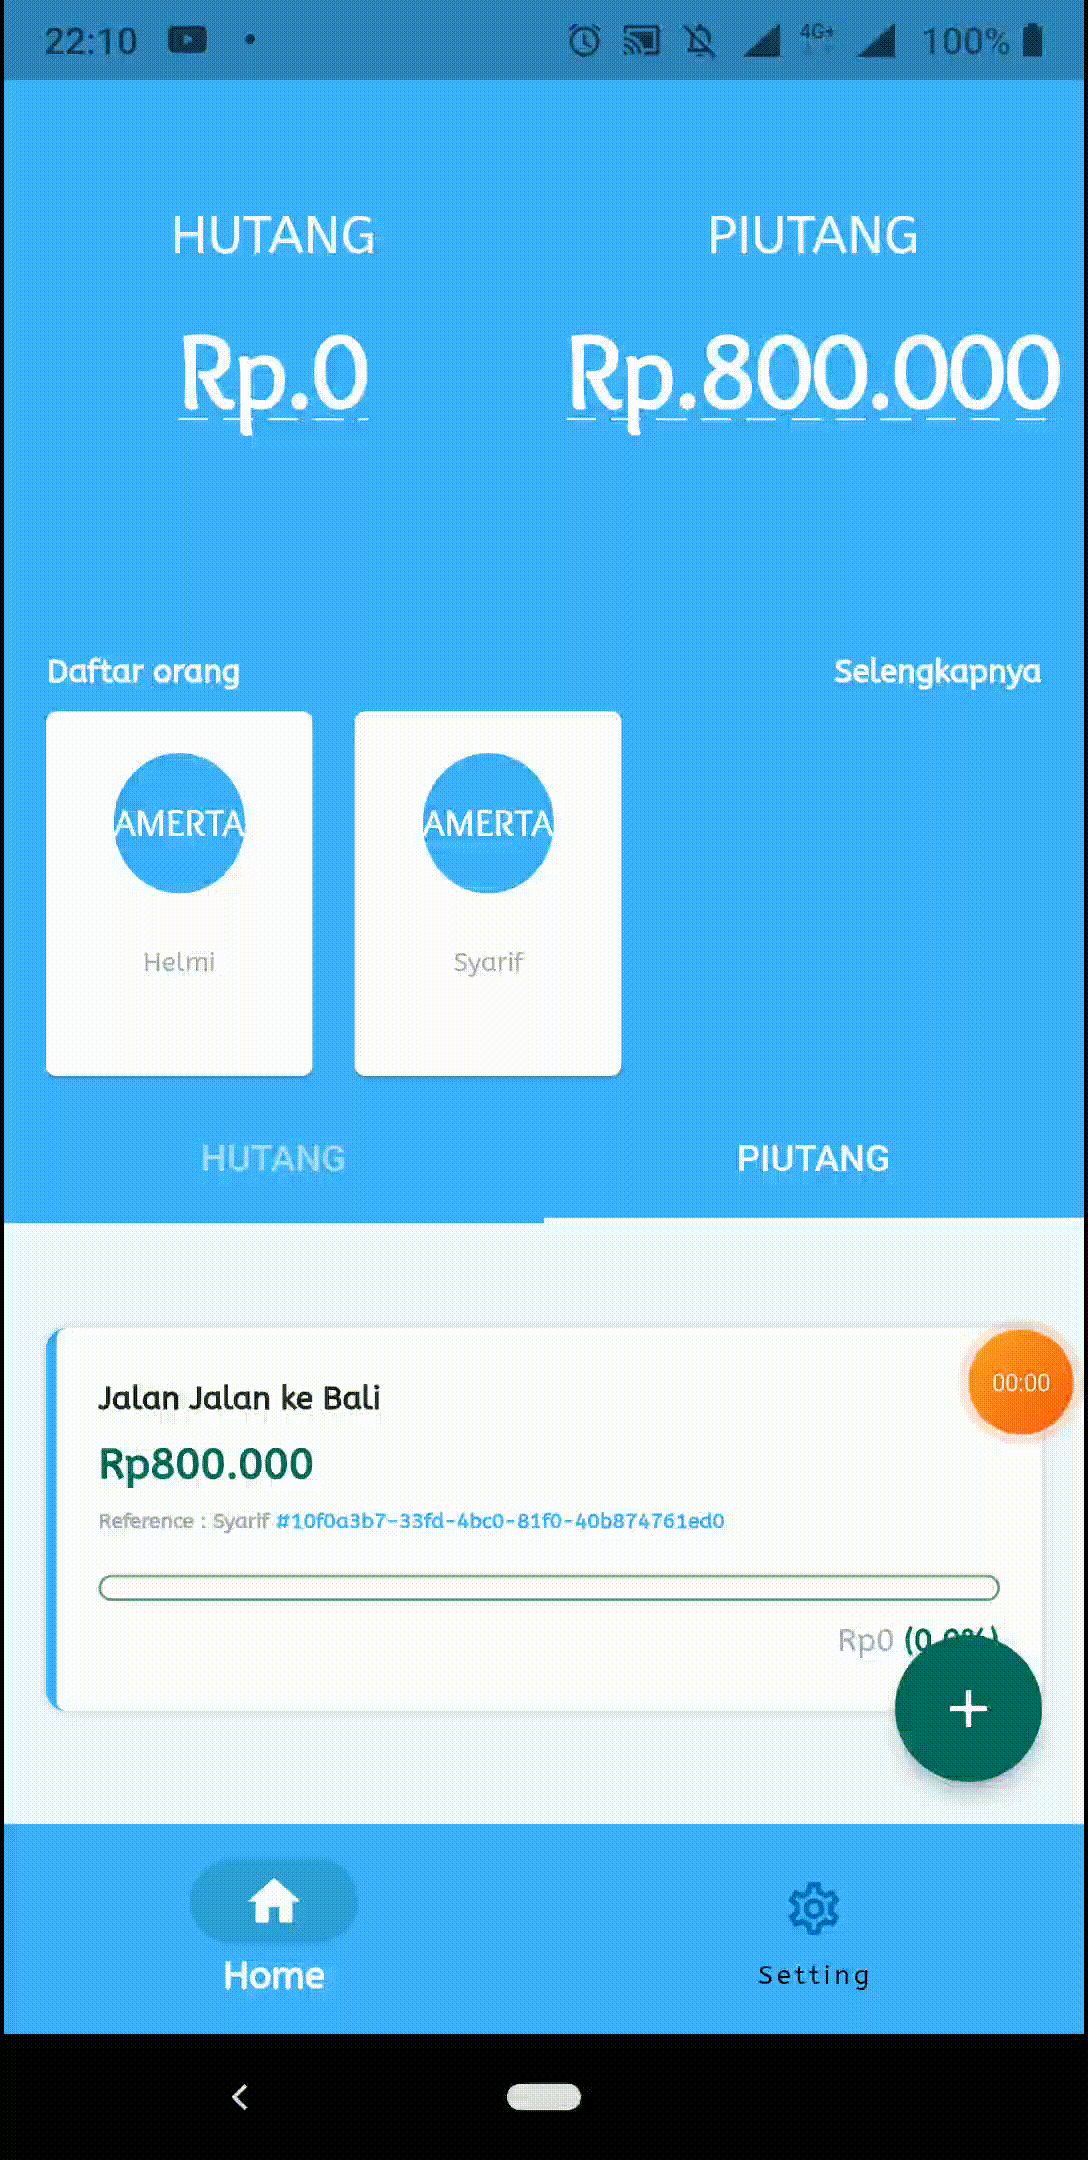 22:10 4G+ 100%
HUTANG PIUTANG
Rp.0 Rp.800.000
Daftar orang Selengkapnya
AMERTA AMERTA
Helmi Syarif
HUTANG PIUTANG
00:00
Jalan Jalan ke Bali
Rp800.000
Reference : Syarif #10f0a3b7-33fd-4bc0-81f0-40b874761ed0
Rp0 (0.0%)
+
Home Setting